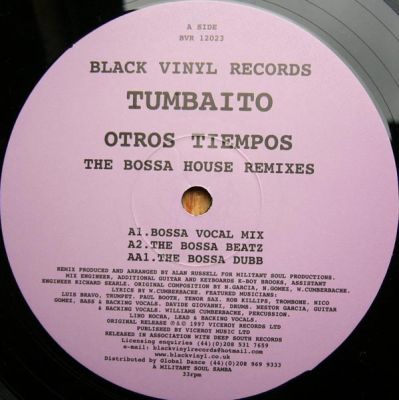 A SIDE
BVR 12023
BLACK VINYL RECORDS
TUMBAITO
OTROS TIEMPOS
THE BOSSA HOUSE REMIXES
A1.BOSSA VOCAL MIX
A2.THE BOSSA BEATZ
AA1.THE BOSSA DUBB
REMIX PRODUCED AND ARRANGED BY ALAN RUSSELL FOR MILITANT SOUL PRODUCTIONS.
MIX ENGINEER, ADDITIONAL GUITAR AND KEYBOARDS E-BOY BROOKS, ASSISTANT
ENGINEER RICHARD SEARLE. ORIGINAL COMPOSITION BY N.GARCIA, N.GOMEZ, W.CUMBERBACHE.
LYRICS BY W.CUMBERBACHE. FEATURED MUSICIANS:
LUIS BRAVO, TRUMPET. PAUL BOOTH, TENOR SAX. ROB KILLIPS, TROMBONE. NICO
GOMEZ, BASS & BACKING VOCALS. DAVIDE GIOVANNI, DRUMS. NESTOR GARCIA, GUITAR
& BACKING VOCALS. WILLIAMS CUMBERBACHE, PERCUSSION.
LINO ROCHA, LEAD & BACKING VOCALS.
ORIGINAL RELEASE ℗&© 1997 VICEROY RECORDS LTD
PUBLISHED BY VICEROY MUSIC LTD
RELEASED IN ASSOCIATION WITH DEEP SOUTH RECORDS
Licensing enquiries (44)(0)208 931 7659
e-mail: blackvinylrecords@hotmail.com
www.blackvinyl.co.uk
Distributed by Global Dance (44)(0)208 969 9333
& MILITANT SOUL SAMBA
33rpm